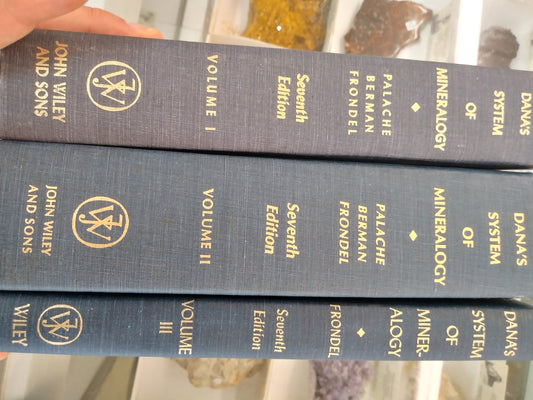 DANA'S
SYSTEM
OF
MINERALOGY
PALACHE
BERMAN
FRONDEL
Seventh
Edition
VOLUME I
JOHN WILEY
AND SONS
DANA'S
SYSTEM
OF
MINERALOGY
PALACHE
BERMAN
FRONDEL
Seventh
Edition
VOLUME II
JOHN WILEY
AND SONS
DANA'S
SYSTEM
OF
MINER-
ALOGY
FRONDEL
Seventh
Edition
VOLUME
III
WILEY